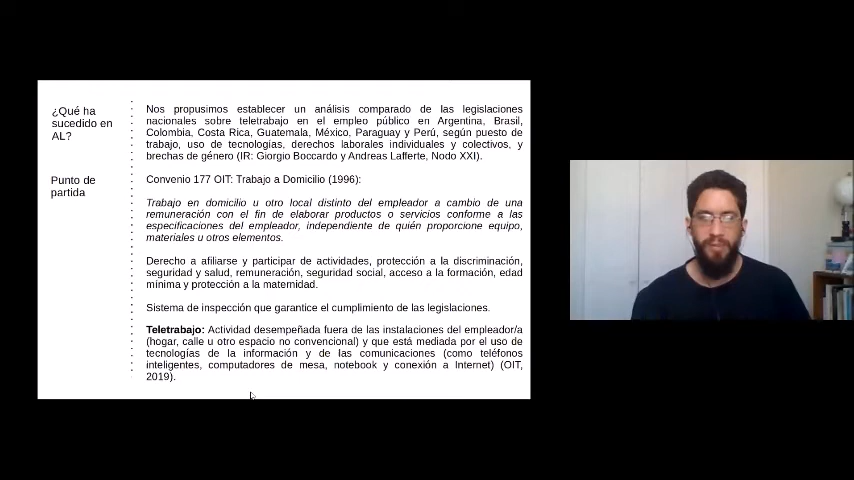 ¿Qué ha
sucedido en
AL?
Nos propusimos establecer un análisis comparado de las legislaciones
nacionales sobre teletrabajo en el empleo público en Argentina, Brasil,
Colombia, Costa Rica, Guatemala, México, Paraguay y Perú, según puesto de
trabajo, uso de tecnologías, derechos laborales individuales y colectivos, y
brechas de género (IR: Giorgio Boccardo y Andreas Lafferte, Nodo XXI).
Punto de
partida
Convenio 177 OIT: Trabajo a Domicilio (1996):
Trabajo en domicilio u otro local distinto del empleador a cambio de una
remuneración con el fin de elaborar productos o servicios conforme a las
especificaciones del empleador, independiente de quién proporcione equipo,
materiales u otros elementos.
Derecho a afiliarse y participar de actividades, protección a la discriminación,
seguridad y salud, remuneración, seguridad social, acceso a la formación, edad
mínima y protección a la maternidad.
Sistema de inspección que garantice el cumplimiento de las legislaciones.
Teletrabajo: Actividad desempeñada fuera de las instalaciones del empleador/a
(hogar, calle u otro espacio no convencional) y que está mediada por el uso de
tecnologías de la información y de las comunicaciones (como teléfonos
inteligentes, computadores de mesa, notebook y conexión a Internet) (OIT,
2019).